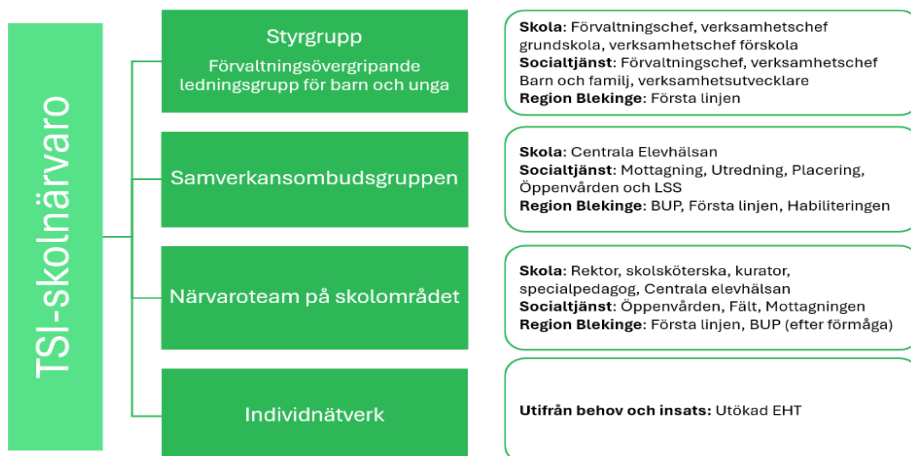 TSI-skolnärvaro
Styrgrupp
Förvaltningsövergripande
ledningsgrupp för barn och unga
Skola: Förvaltningschef, verksamhetschef
grundskola, verksamhetschef förskola
Socialtjänst: Förvaltningschef, verksamhetschef
Barn och familj, verksamhetsutvecklare
Region Blekinge: Första linjen
Samverkansombudsgruppen
Skola: Centrala Elevhälsan
Socialtjänst: Mottagning, Utredning, Placering,
Öppenvården och LSS
Region Blekinge: BUP, Första linjen, Habiliteringen
Närvaroteam på skolområdet
Skola: Rektor, skolsköterska, kurator,
specialpedagog, Centrala elevhälsan
Socialtjänst: Öppenvården, Fält, Mottagningen
Region Blekinge: Första linjen, BUP (efter förmåga)
Individnätverk
Utifrån behov och insats: Utökad EHT